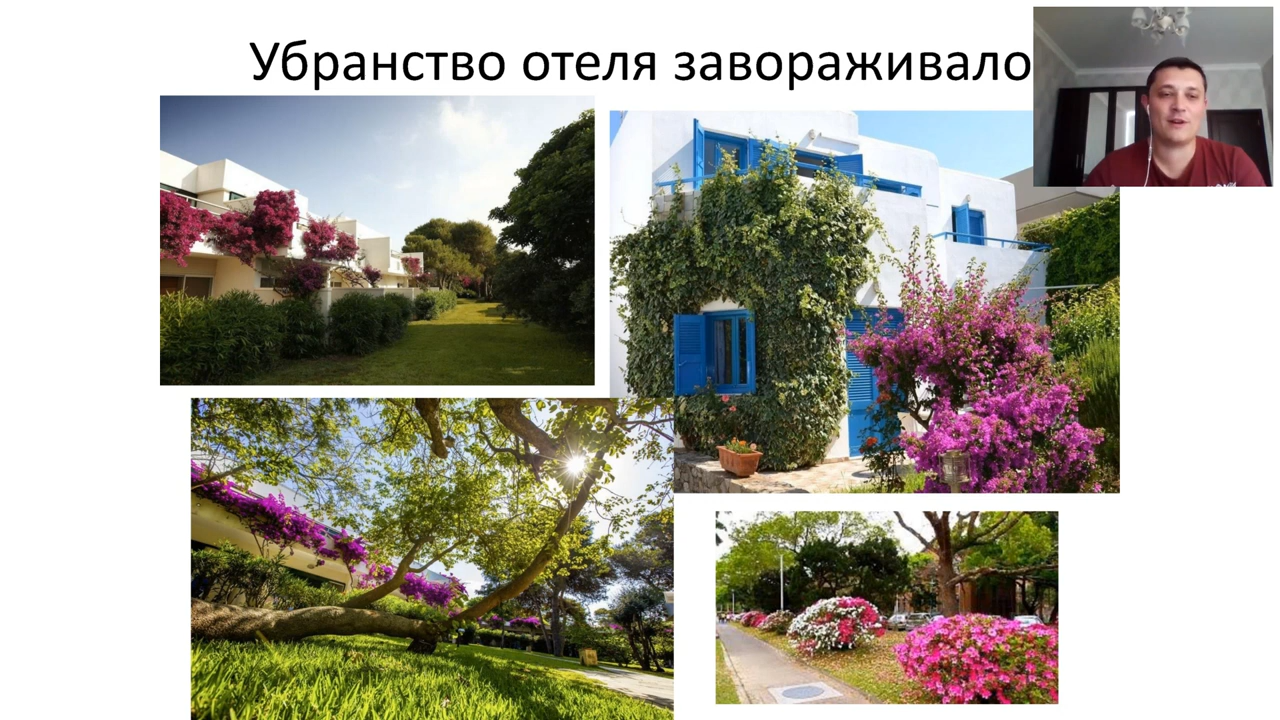 Убранство отеля завораживало